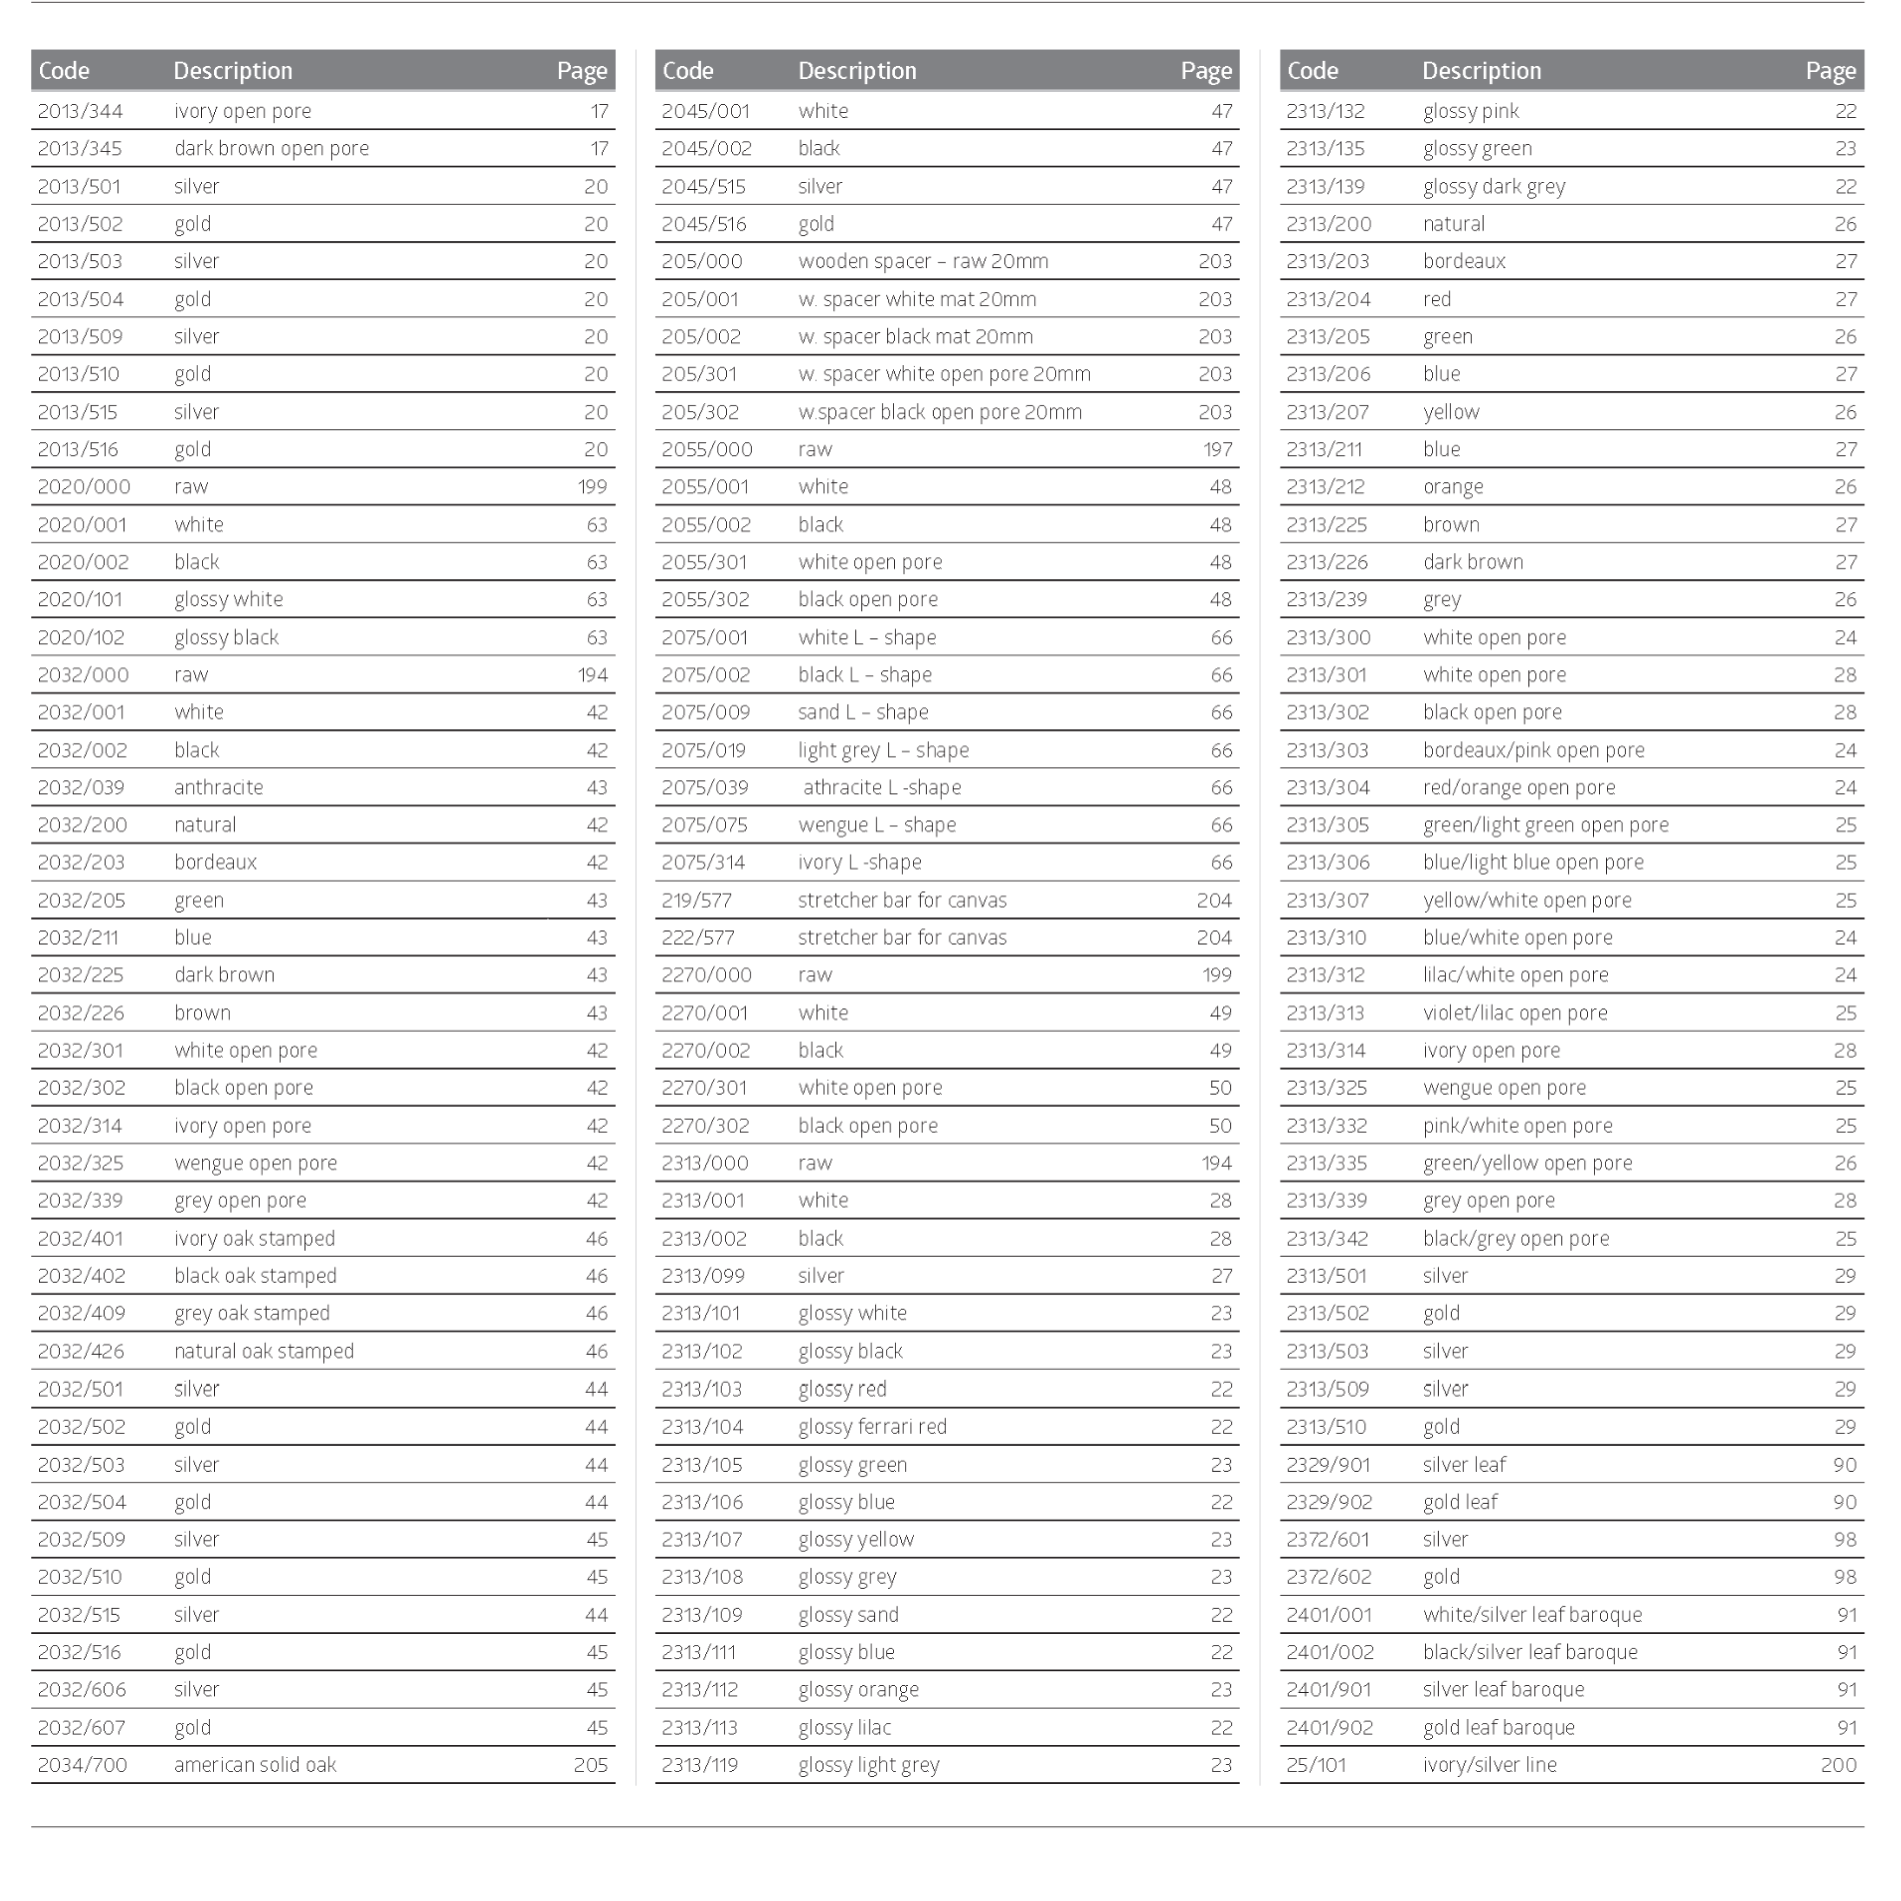 Code Description Page
2013/344 ivory open pore 17
2013/345 dark brown open pore 17
2013/501 silver 20
2013/502 gold 20
2013/503 silver 20
2013/504 gold 20
2013/509 silver 20
2013/510 gold 20
2013/515 silver 20
2013/516 gold 20
2020/000 raw 199
2020/001 white 63
2020/002 black 63
2020/101 glossy white 63
2020/102 glossy black 63
2032/000 raw 194
2032/001 white 42
2032/002 black 42
2032/039 anthracite 43
2032/200 natural 42
2032/203 bordeaux 42
2032/205 green 43
2032/211 blue 43
2032/225 dark brown 43
2032/226 brown 43
2032/301 white open pore 42
2032/302 black open pore 42
2032/314 ivory open pore 42
2032/325 wengue open pore 42
2032/339 grey open pore 42
2032/401 ivory oak stamped 46
2032/402 black oak stamped 46
2032/409 grey oak stamped 46
2032/426 natural oak stamped 46
2032/501 silver 44
2032/502 gold 44
2032/503 silver 44
2032/504 gold 44
2032/509 silver 45
2032/510 gold 45
2032/515 silver 44
2032/516 gold 45
2032/606 silver 45
2032/607 gold 45
2034/700 american solid oak 205
Code Description Page
2045/001 white 47
2045/002 black 47
2045/515 silver 47
2045/516 gold 47
205/000 wooden spacer – raw 20mm 203
205/001 w. spacer white mat 20mm 203
205/002 w. spacer black mat 20mm 203
205/301 w. spacer white open pore 20mm 203
205/302 w.spacer black open pore 20mm 203
2055/000 raw 197
2055/001 white 48
2055/002 black 48
2055/301 white open pore 48
2055/302 black open pore 48
2075/001 white L – shape 66
2075/002 black L – shape 66
2075/009 sand L – shape 66
2075/019 light grey L – shape 66
2075/039 athracite L -shape 66
2075/075 wengue L – shape 66
2075/314 ivory L -shape 66
219/577 stretcher bar for canvas 204
222/577 stretcher bar for canvas 204
2270/000 raw 199
2270/001 white 49
2270/002 black 49
2270/301 white open pore 50
2270/302 black open pore 50
2313/000 raw 194
2313/001 white 28
2313/002 black 28
2313/099 silver 27
2313/101 glossy white 23
2313/102 glossy black 23
2313/103 glossy red 22
2313/104 glossy ferrari red 22
2313/105 glossy green 23
2313/106 glossy blue 22
2313/107 glossy yellow 23
2313/108 glossy grey 23
2313/109 glossy sand 22
2313/111 glossy blue 22
2313/112 glossy orange 23
2313/113 glossy lilac 22
2313/119 glossy light grey 23
Code Description Page
2313/132 glossy pink 22
2313/135 glossy green 23
2313/139 glossy dark grey 22
2313/200 natural 26
2313/203 bordeaux 27
2313/204 red 27
2313/205 green 26
2313/206 blue 27
2313/207 yellow 26
2313/211 blue 27
2313/212 orange 26
2313/225 brown 27
2313/226 dark brown 27
2313/239 grey 26
2313/300 white open pore 24
2313/301 white open pore 28
2313/302 black open pore 28
2313/303 bordeaux/pink open pore 24
2313/304 red/orange open pore 24
2313/305 green/light green open pore 25
2313/306 blue/light blue open pore 25
2313/307 yellow/white open pore 25
2313/310 blue/white open pore 24
2313/312 lilac/white open pore 24
2313/313 violet/lilac open pore 25
2313/314 ivory open pore 28
2313/325 wengue open pore 25
2313/332 pink/white open pore 25
2313/335 green/yellow open pore 26
2313/339 grey open pore 28
2313/342 black/grey open pore 25
2313/501 silver 29
2313/502 gold 29
2313/503 silver 29
2313/509 silver 29
2313/510 gold 29
2329/901 silver leaf 90
2329/902 gold leaf 90
2372/601 silver 98
2372/602 gold 98
2401/001 white/silver leaf baroque 91
2401/002 black/silver leaf baroque 91
2401/901 silver leaf baroque 91
2401/902 gold leaf baroque 91
25/101 ivory/silver line 200